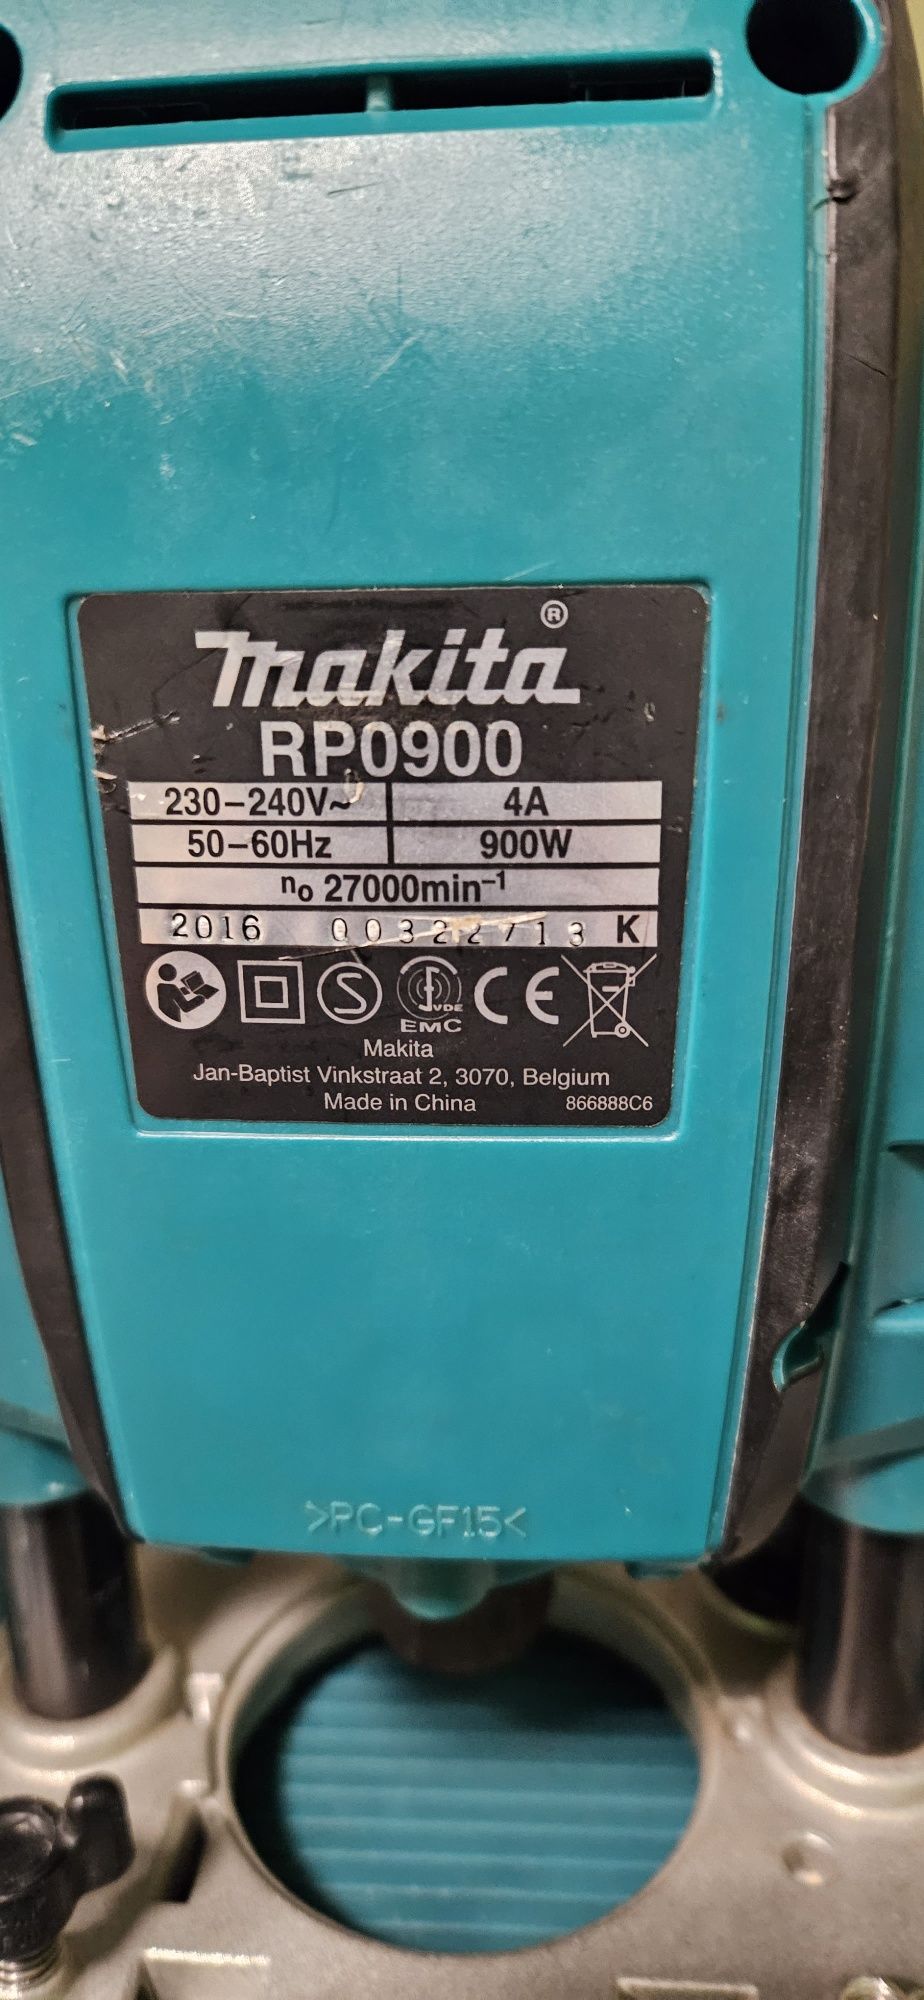 makita®
RP0900
230–240V~ 4A
50–60Hz 900W
n₀ 27000min⁻¹
2016 00322713 K
S VDE CE
EMC
Makita
Jan-Baptist Vinkstraat 2, 3070, Belgium
Made in China 866888C6
>PC-GF15<